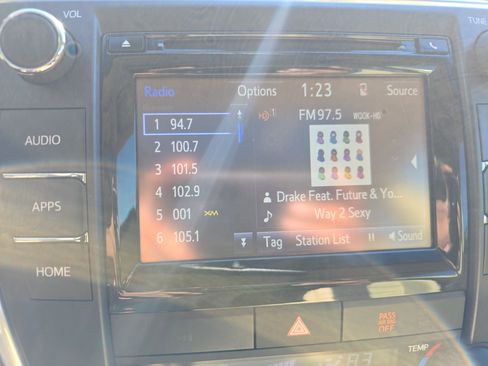 VOL
TUNE
Radio Options 1:23 Source
1 94.7
2 100.7
3 101.5
4 102.9
5 001 XM
6 105.1
FM 97.5 WQOK-HD
Drake Feat. Future & Yo...
Way 2 Sexy
Tag Station List Sound
AUDIO
APPS
HOME
PASS
AIR BAG
OFF
TEMP